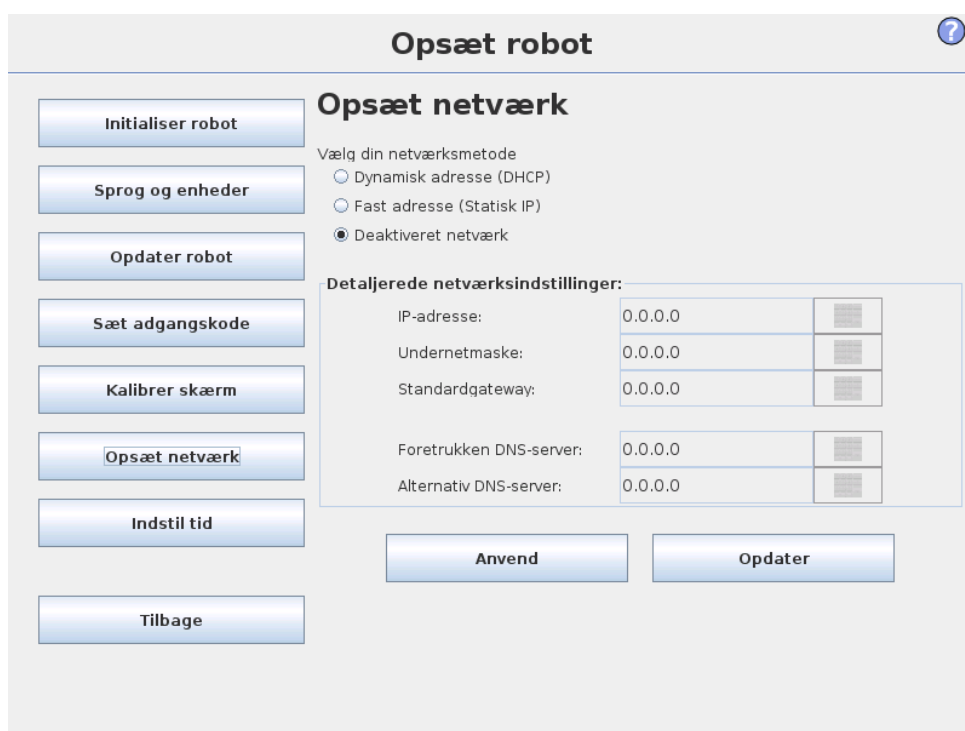 Opsæt robot
?
Initialiser robot
Sprog og enheder
Opdater robot
Sæt adgangskode
Kalibrer skærm
Opsæt netværk
Indstil tid
Tilbage
Opsæt netværk
Vælg din netværksmetode
Dynamisk adresse (DHCP)
Fast adresse (Statisk IP)
Deaktiveret netværk
Detaljerede netværksindstillinger:
IP-adresse: 0.0.0.0
Undernetmaske: 0.0.0.0
Standardgateway: 0.0.0.0
Foretrukken DNS-server: 0.0.0.0
Alternativ DNS-server: 0.0.0.0
Anvend Opdater